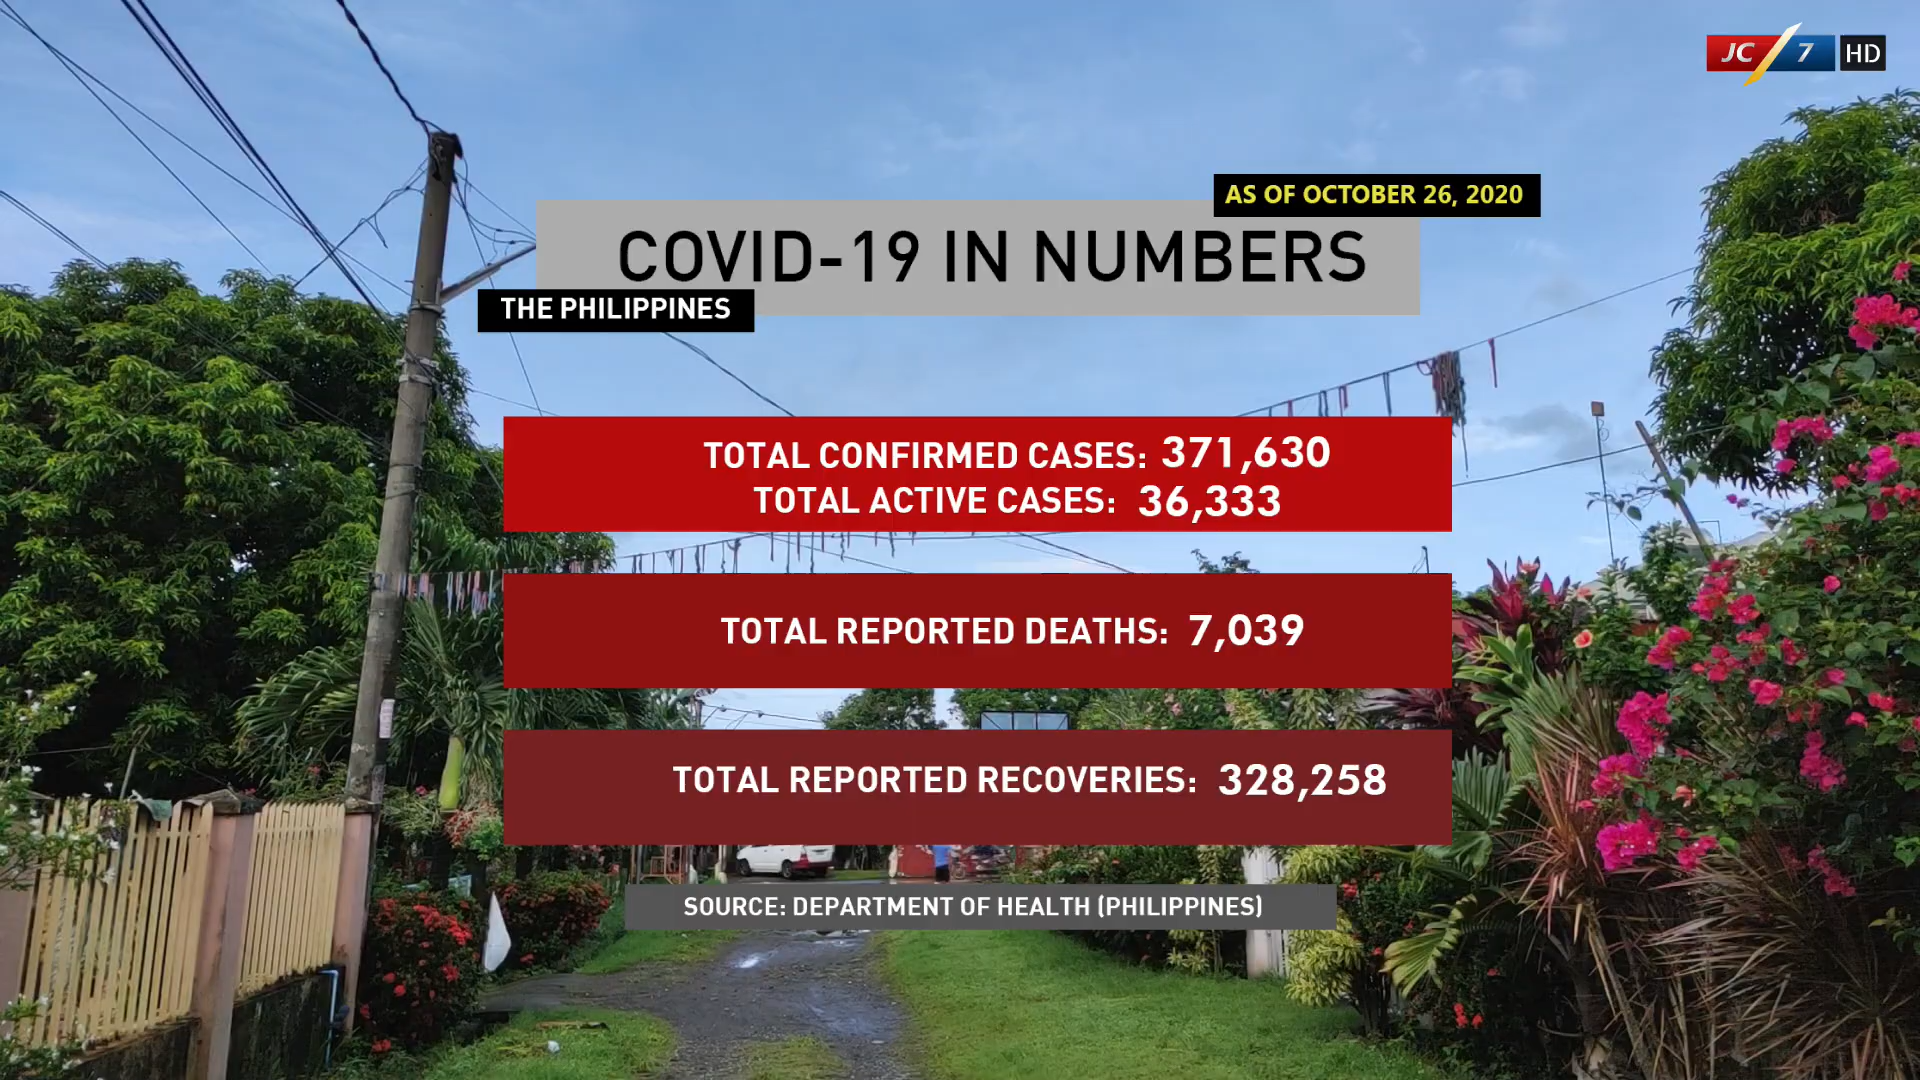 JC 7 HD
AS OF OCTOBER 26, 2020
COVID-19 IN NUMBERS
THE PHILIPPINES
TOTAL CONFIRMED CASES: 371,630
TOTAL ACTIVE CASES: 36,333
TOTAL REPORTED DEATHS: 7,039
TOTAL REPORTED RECOVERIES: 328,258
SOURCE: DEPARTMENT OF HEALTH (PHILIPPINES)